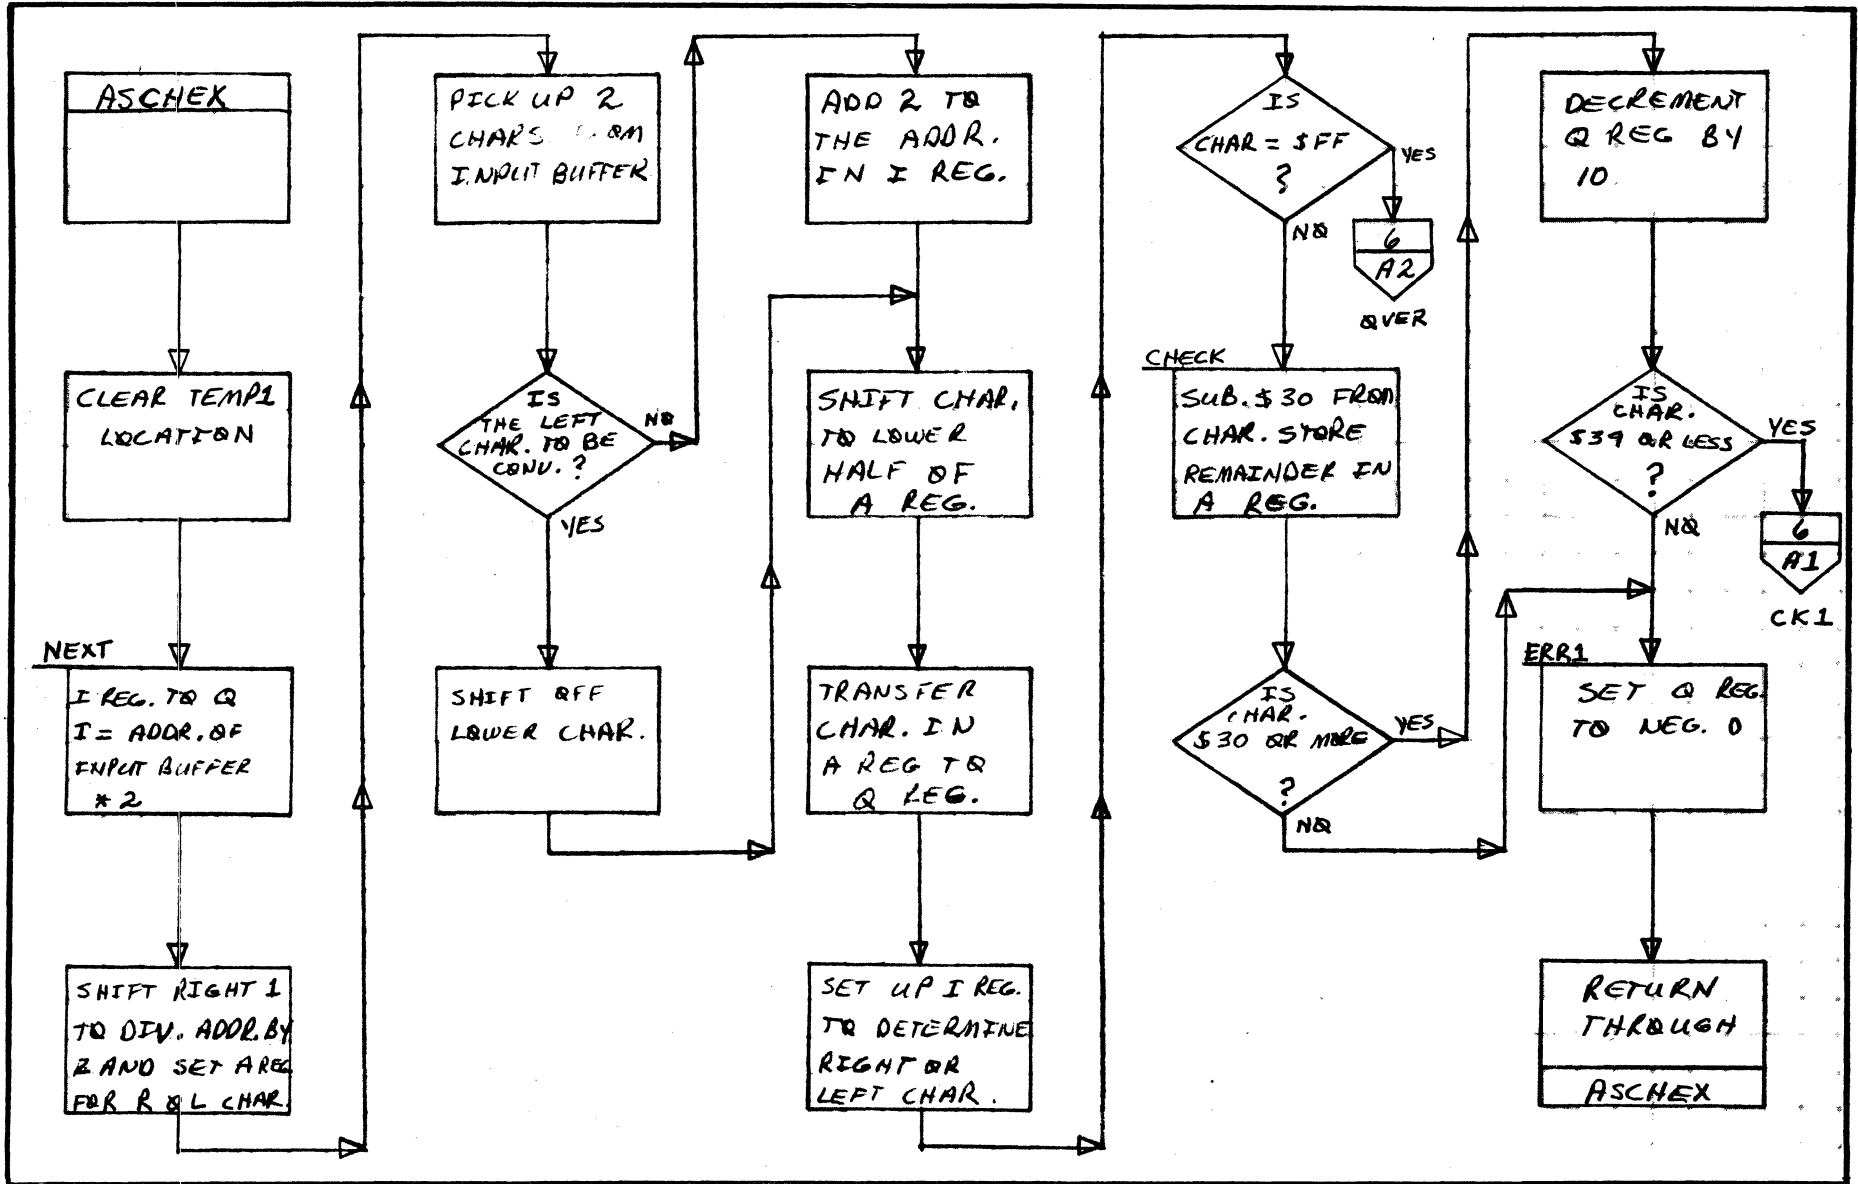 ASCHEX
CLEAR TEMP1
LOCATION
NEXT
I REG. TO Q
I = ADDR. OF
INPUT BUFFER
* 2
SHIFT RIGHT 1
TO DIV. ADDR. BY
2 AND SET A REG
FOR R & L CHAR.
PICK UP 2
CHARS
INPUT BUFFER
IS
THE LEFT
CHAR. TO BE
CONV. ?
NO
YES
SHIFT OFF
LOWER CHAR.
ADD 2 TO
THE ADDR.
IN I REG.
SHIFT CHAR.
TO LOWER
HALF OF
A REG.
TRANSFER
CHAR. IN
A REG TO
Q REG.
SET UP I REG.
TO DETERMINE
RIGHT OR
LEFT CHAR.
IS
CHAR = $FF
?
YES
NO
6
A2
OVER
CHECK
SUB. $30 FROM
CHAR. STORE
REMAINDER IN
A REG.
IS
CHAR.
$30 OR MORE
?
YES
NO
DECREMENT
Q REG BY
10
IS
CHAR.
$39 OR LESS
?
YES
NO
6
A1
CK1
ERR1
SET Q REG.
TO NEG. 0
RETURN
THROUGH
ASCHEX